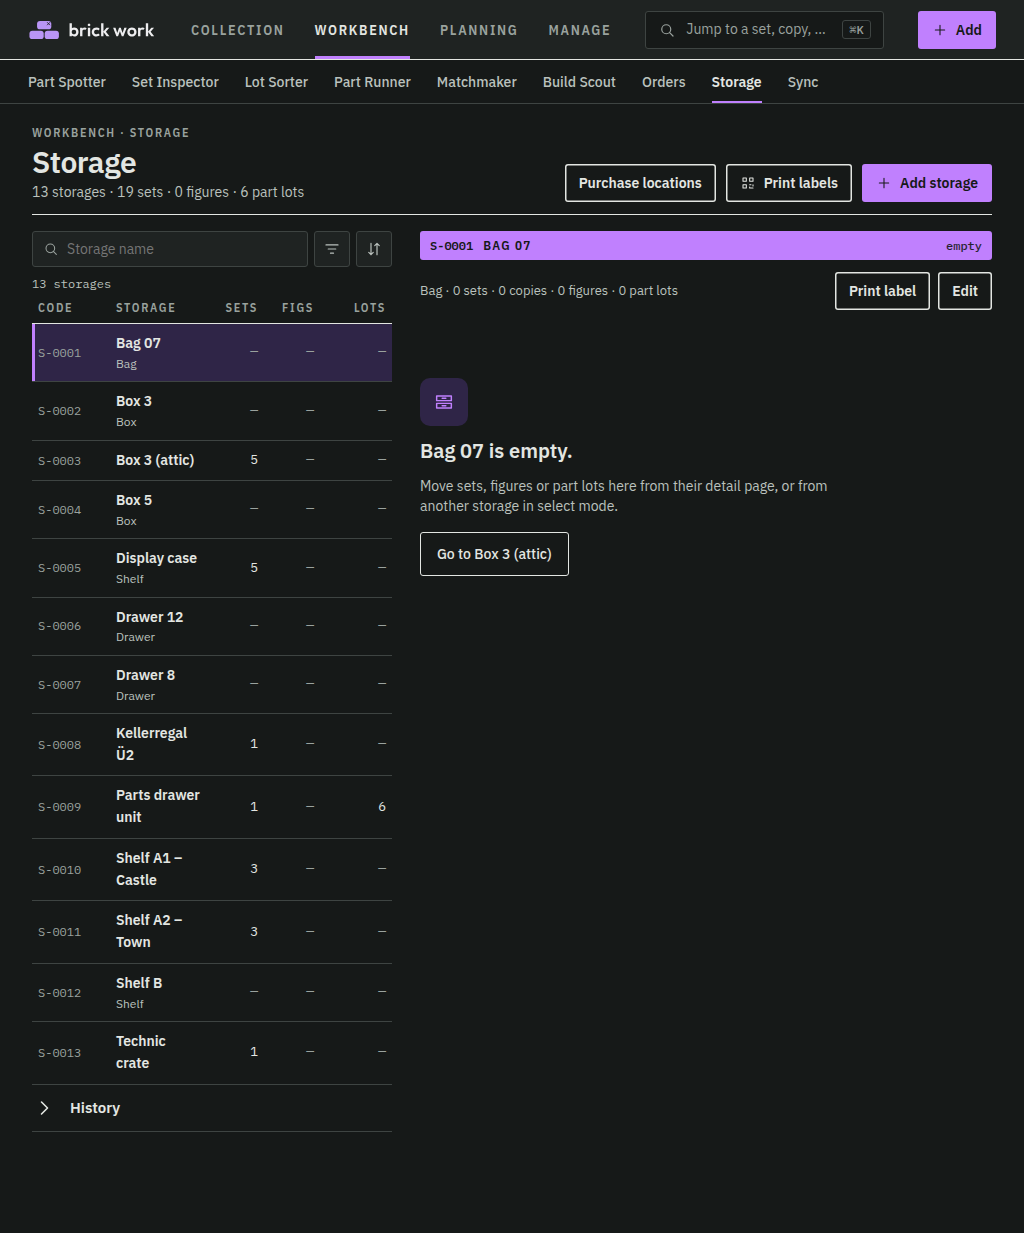 brick work
COLLECTION WORKBENCH PLANNING MANAGE
Jump to a set, copy, ... ⌘K
Add
Part Spotter Set Inspector Lot Sorter Part Runner Matchmaker Build Scout Orders Storage Sync
WORKBENCH · STORAGE
Storage
13 storages · 19 sets · 0 figures · 6 part lots
Purchase locations Print labels Add storage
Storage name
13 storages
CODE STORAGE SETS FIGS LOTS
S-0001 Bag 07 — — —
Bag
S-0002 Box 3 — — —
Box
S-0003 Box 3 (attic) 5 — —
S-0004 Box 5 — — —
Box
S-0005 Display case 5 — —
Shelf
S-0006 Drawer 12 — — —
Drawer
S-0007 Drawer 8 — — —
Drawer
S-0008 Kellerregal 1 — —
Ü2
S-0009 Parts drawer 1 — 6
unit
S-0010 Shelf A1 – 3 — —
Castle
S-0011 Shelf A2 – 3 — —
Town
S-0012 Shelf B — — —
Shelf
S-0013 Technic 1 — —
crate
History
S-0001 BAG 07 empty
Bag · 0 sets · 0 copies · 0 figures · 0 part lots
Print label Edit
Bag 07 is empty.
Move sets, figures or part lots here from their detail page, or from
another storage in select mode.
Go to Box 3 (attic)